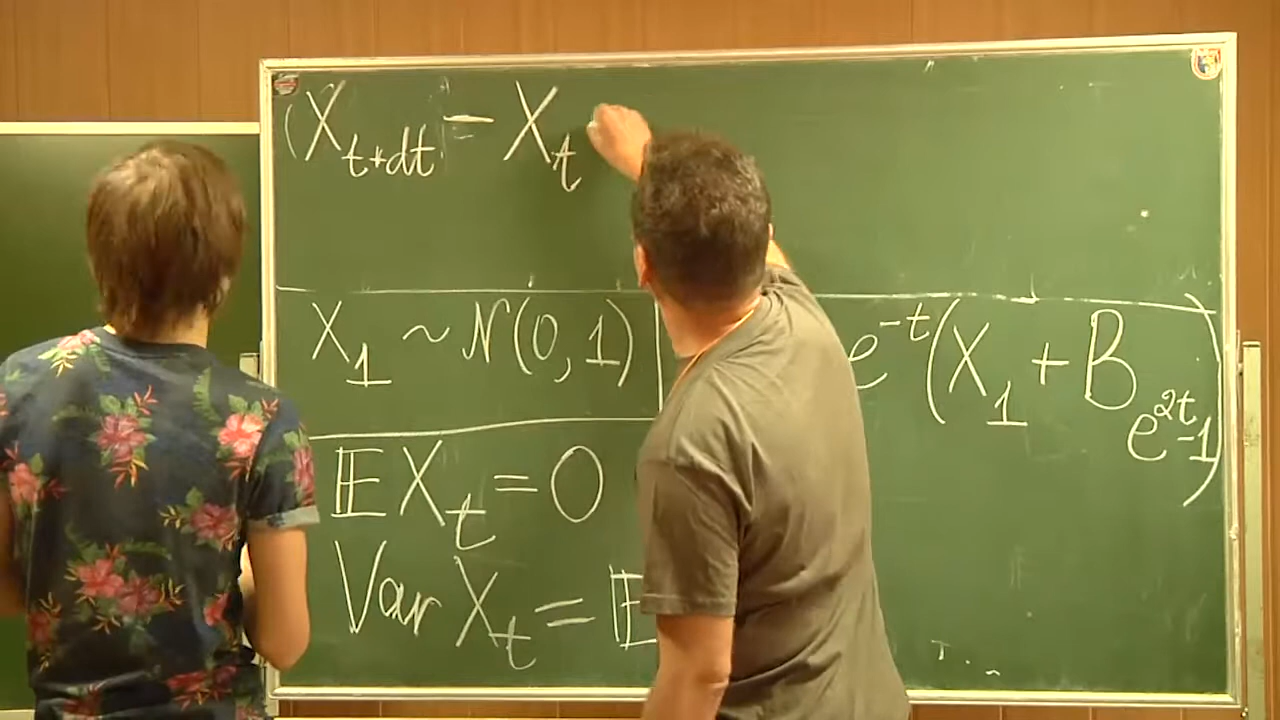 (X_{t+dt} - X_t
X_1 ~ N(0, 1)
e^{-t}(X_1 + B_{e^{2t}-1})
𝔼X_t = 0
Var X_t = 𝔼